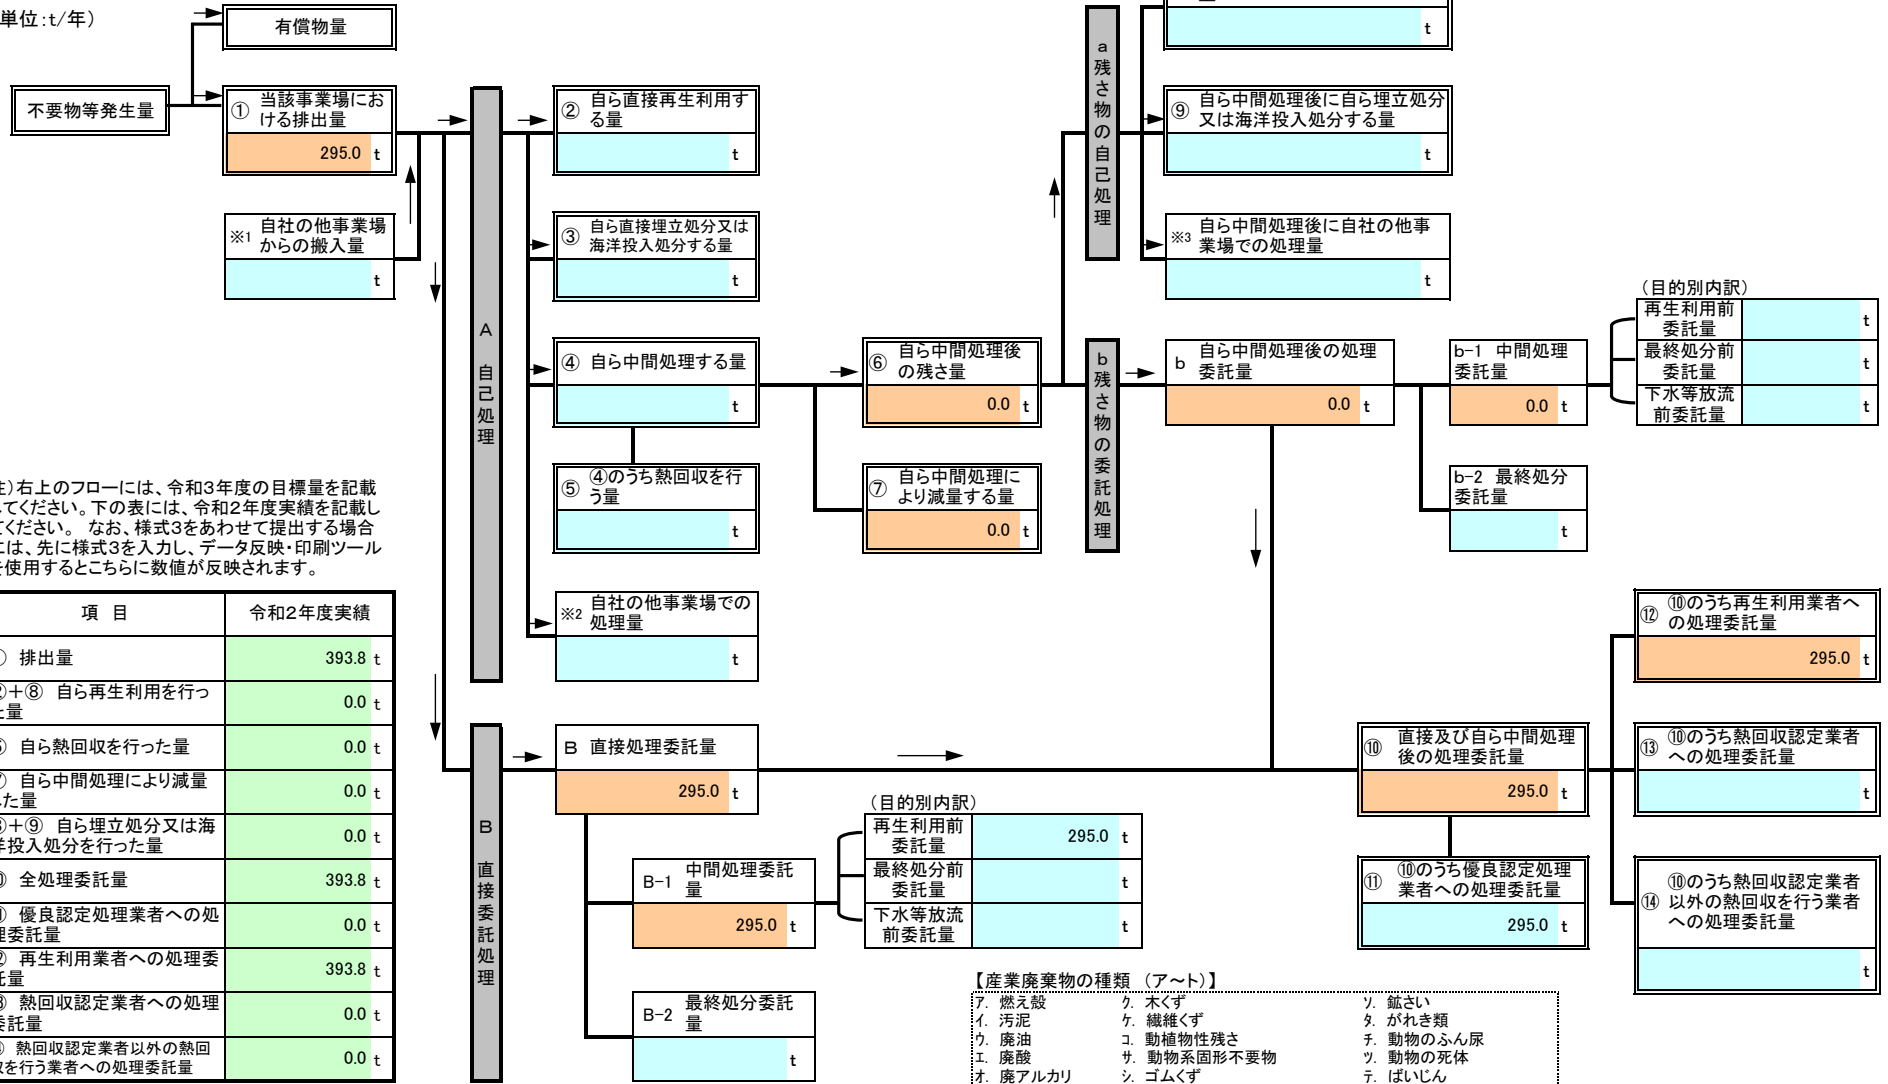 単位:t/年）
有償物量
不要物等発生量
① 当該事業場にお
ける排出量
295.0 t
※1 自社の他事業場
からの搬入量
t
A 自己処理
② 自ら直接再生利用す
る量
t
③ 自ら直接埋立処分又は
海洋投入処分する量
t
④ 自ら中間処理する量
t
⑤ ④のうち熱回収を行
う量
t
※2 自社の他事業場での
処理量
t
⑥ 自ら中間処理後
の残さ量
0.0 t
⑦ 自ら中間処理に
より減量する量
0.0 t
a 残さ物の自己処理
t
⑨ 自ら中間処理後に自ら埋立処分
又は海洋投入処分する量
t
※3 自ら中間処理後に自社の他事
業場での処理量
t
b 残さ物の委託処理
b 自ら中間処理後の処理
委託量
0.0 t
b-1 中間処理
委託量
0.0 t
b-2 最終処分
委託量
t
（目的別内訳）
再生利用前
委託量 t
最終処分前
委託量 t
下水等放流
前委託量 t
注）右上のフローには、令和3年度の目標量を記載
してください。下の表には、令和2年度実績を記載し
てください。 なお、様式3をあわせて提出する場合
には、先に様式3を入力し、データ反映・印刷ツール
を使用するとこちらに数値が反映されます。
項 目 令和2年度実績
排出量 393.8 t
②+⑧ 自ら再生利用を行っ
た量 0.0 t
自ら熱回収を行った量 0.0 t
自ら中間処理により減量
した量 0.0 t
③+⑨ 自ら埋立処分又は海
洋投入処分を行った量 0.0 t
全処理委託量 393.8 t
優良認定処理業者への処
理委託量 0.0 t
再生利用業者への処理委
託量 393.8 t
熱回収認定業者への処理
委託量 0.0 t
熱回収認定業者以外の熱回
収を行う業者への処理委託量 0.0 t
B 直接委託処理
B 直接処理委託量
295.0 t
B-1 中間処理委託
量
295.0 t
B-2 最終処分委託
量
t
（目的別内訳）
再生利用前
委託量 295.0 t
最終処分前
委託量 t
下水等放流
前委託量 t
⑩ 直接及び自ら中間処理
後の処理委託量
295.0 t
⑪ ⑩のうち優良認定処理
業者への処理委託量
295.0 t
⑫ ⑩のうち再生利用業者へ
の処理委託量
295.0 t
⑬ ⑩のうち熱回収認定業者
への処理委託量
t
⑭ ⑩のうち熱回収認定業者
以外の熱回収を行う業者
への処理委託量
t
【産業廃棄物の種類 （ア～ト）】
ア. 燃え殻 ク. 木くず ソ. 鉱さい
イ. 汚泥 ケ. 繊維くず タ. がれき類
ウ. 廃油 コ. 動植物性残さ チ. 動物のふん尿
エ. 廃酸 サ. 動物系固形不要物 ツ. 動物の死体
オ. 廃アルカリ シ. ゴムくず テ. ばいじん